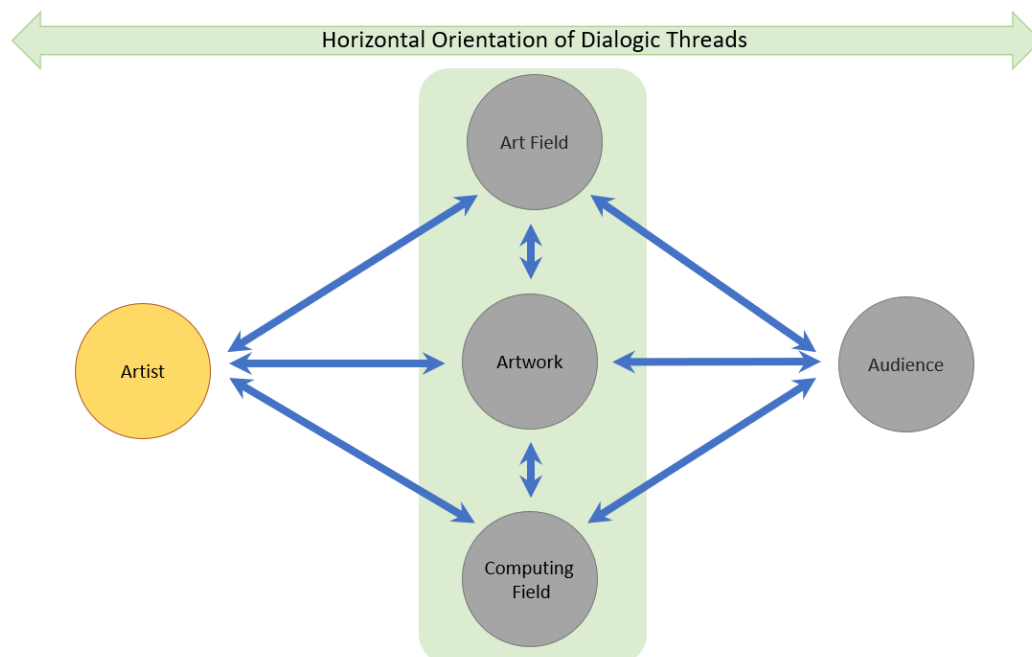 Horizontal Orientation of Dialogic Threads
Art Field
Artist
Artwork
Audience
Computing
Field